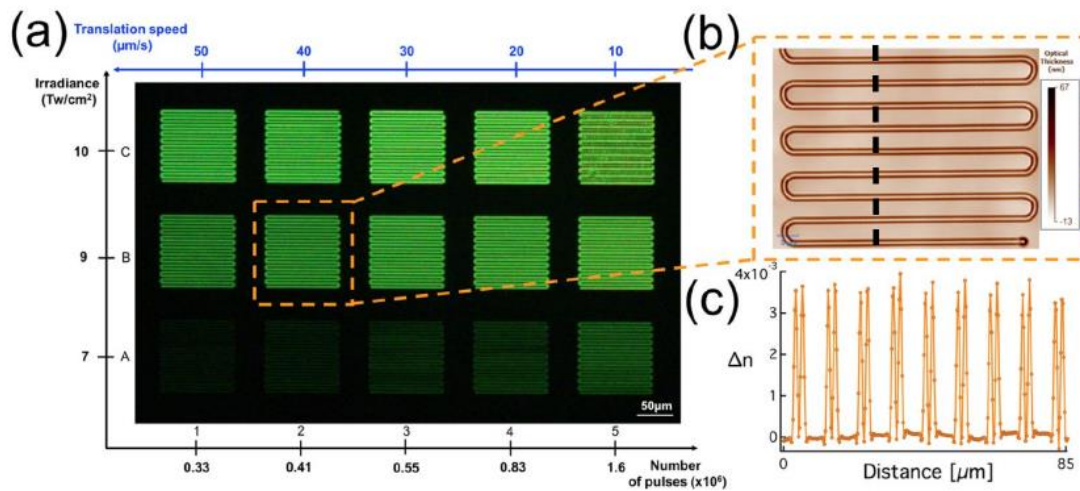 (a)
Translation speed
(µm/s)
50 40 30 20 10
Irradiance
(Tw/cm²)
10 C
9 B
7 A
50µm
1 2 3 4 5
0.33 0.41 0.55 0.83 1.6
Number
of pulses (x10⁶)
(b)
Optical
Thickness
(nm)
67
-13
(c)
4x10⁻³
3
2
1
0
Δn
0 85
Distance [µm]